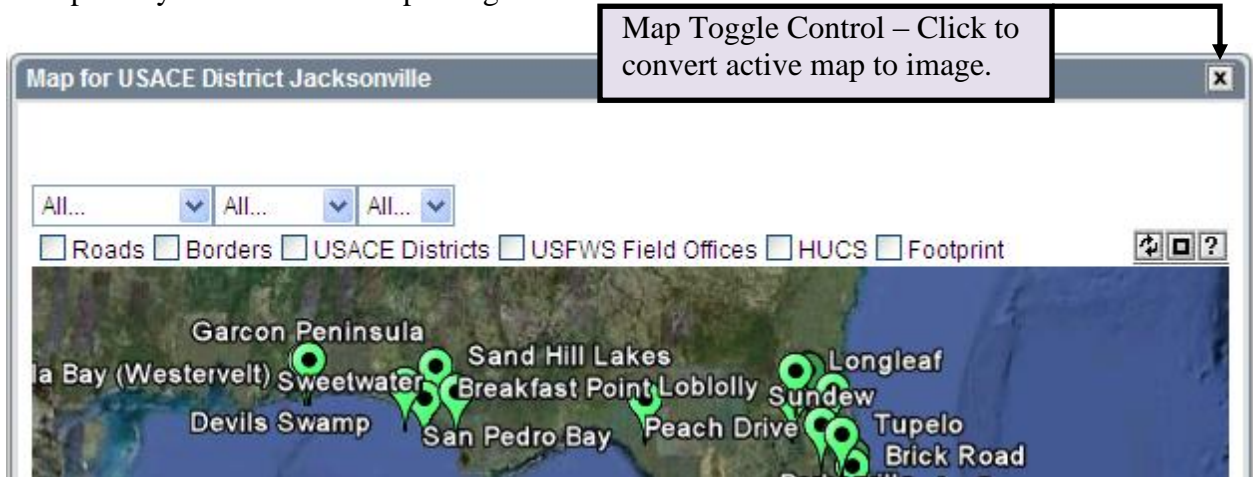 Map Toggle Control – Click to
convert active map to image.
Map for USACE District Jacksonville
x
All... All... All...
Roads Borders USACE Districts USFWS Field Offices HUCS Footprint
?
Garcon Peninsula
Sand Hill Lakes
Longleaf
la Bay (Westervelt) Sweetwater Breakfast Point Loblolly Sundew
Devils Swamp San Pedro Bay Peach Drive Tupelo
Brick Road